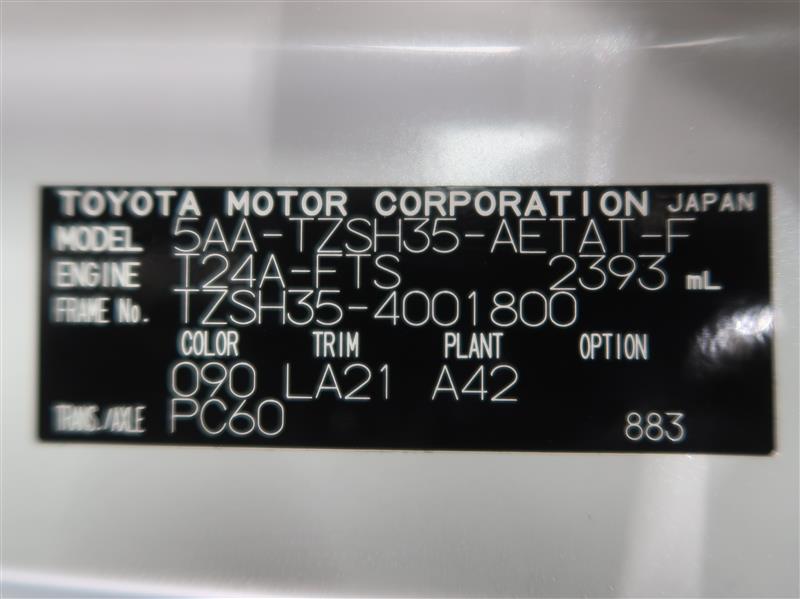 TOYOTA MOTOR CORPORATION JAPAN
MODEL 5AA-TZSH35-AETAT-F
ENGINE T24A-FTS 2393 mL
FRAME No. TZSH35-4001800
COLOR TRIM PLANT OPTION
090 LA21 A42
TRANS./AXLE PC60 883